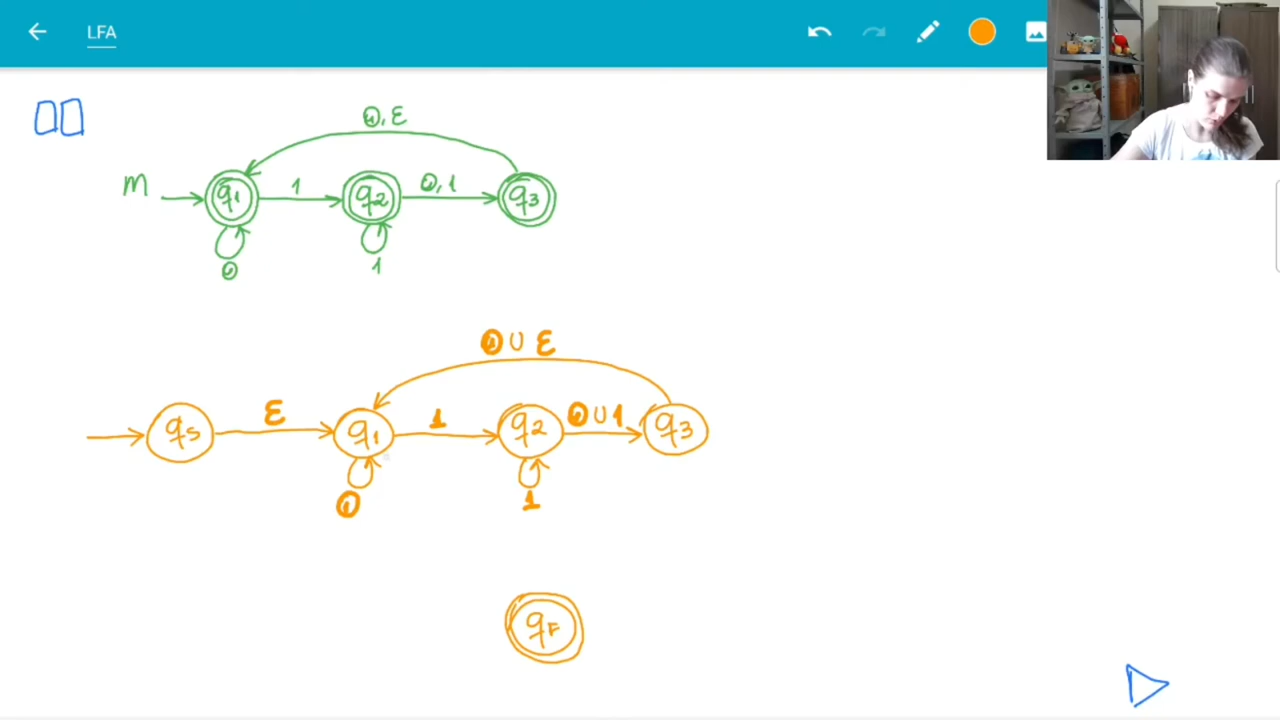 LFA
0, ε
M q1 1 q2 0, 1 q3
0 1
0 ∪ ε
qs ε q1 1 q2 0 ∪ 1 q3
0 1
qF